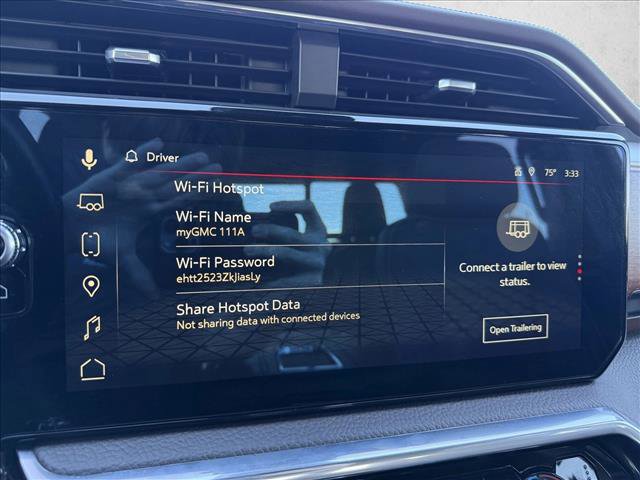 Driver
75° 3:33
Wi-Fi Hotspot
Wi-Fi Name
myGMC 111A
Wi-Fi Password
ehtt2523ZkJiasLy
Share Hotspot Data
Not sharing data with connected devices
Connect a trailer to view
status.
Open Trailering